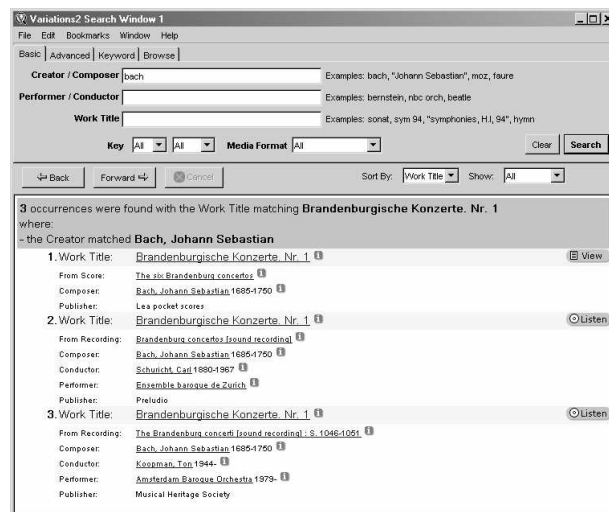 Variations2 Search Window 1
File Edit Bookmarks Window Help
Basic Advanced Keyword Browse
Creator / Composer bach Examples: bach, "Johann Sebastian", moz, faure
Performer / Conductor Examples: bernstein, nbc orch, beatle
Work Title Examples: sonat, sym 94, "symphonies, H.I, 94", hymn
Key All All Media Format All Clear Search
Back Forward Cancel Sort By: Work Title Show: All
3 occurrences were found with the Work Title matching Brandenburgische Konzerte. Nr. 1
where:
- the Creator matched Bach, Johann Sebastian
1. Work Title: Brandenburgische Konzerte. Nr. 1 View
From Score: The six Brandenburg concertos
Composer: Bach, Johann Sebastian 1685-1750
Publisher: Lea pocket scores
2. Work Title: Brandenburgische Konzerte. Nr. 1 Listen
From Recording: Brandenburg concertos [sound recording]
Composer: Bach, Johann Sebastian 1685-1750
Conductor: Schuricht, Carl 1880-1967
Performer: Ensemble baroque de Zurich
Publisher: Preludio
3. Work Title: Brandenburgische Konzerte. Nr. 1 Listen
From Recording: The Brandenburg concerti [sound recording] : S. 1046-1051
Composer: Bach, Johann Sebastian 1685-1750
Conductor: Koopman, Ton 1944-
Performer: Amsterdam Baroque Orchestra 1979-
Publisher: Musical Heritage Society